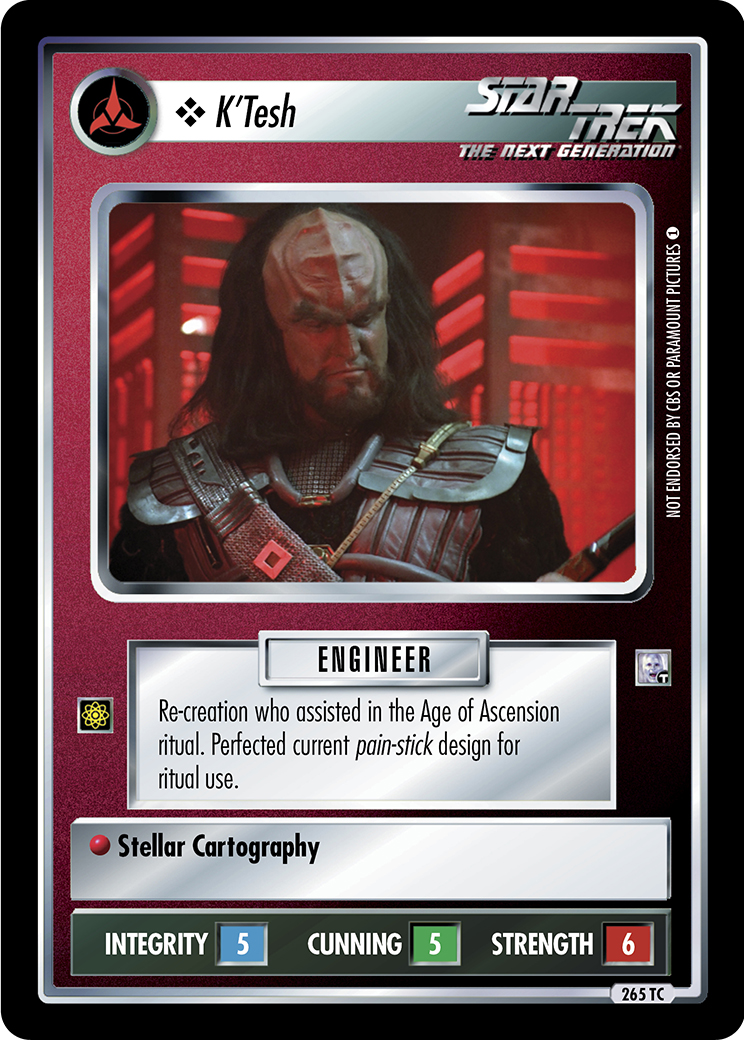 ❖ K'Tesh
STAR TREK
THE NEXT GENERATION
NOT ENDORSED BY CBS OR PARAMOUNT PICTURES 1
ENGINEER
Re-creation who assisted in the Age of Ascension
ritual. Perfected current pain-stick design for
ritual use.
T
Stellar Cartography
INTEGRITY 5 CUNNING 5 STRENGTH 6
265 TC